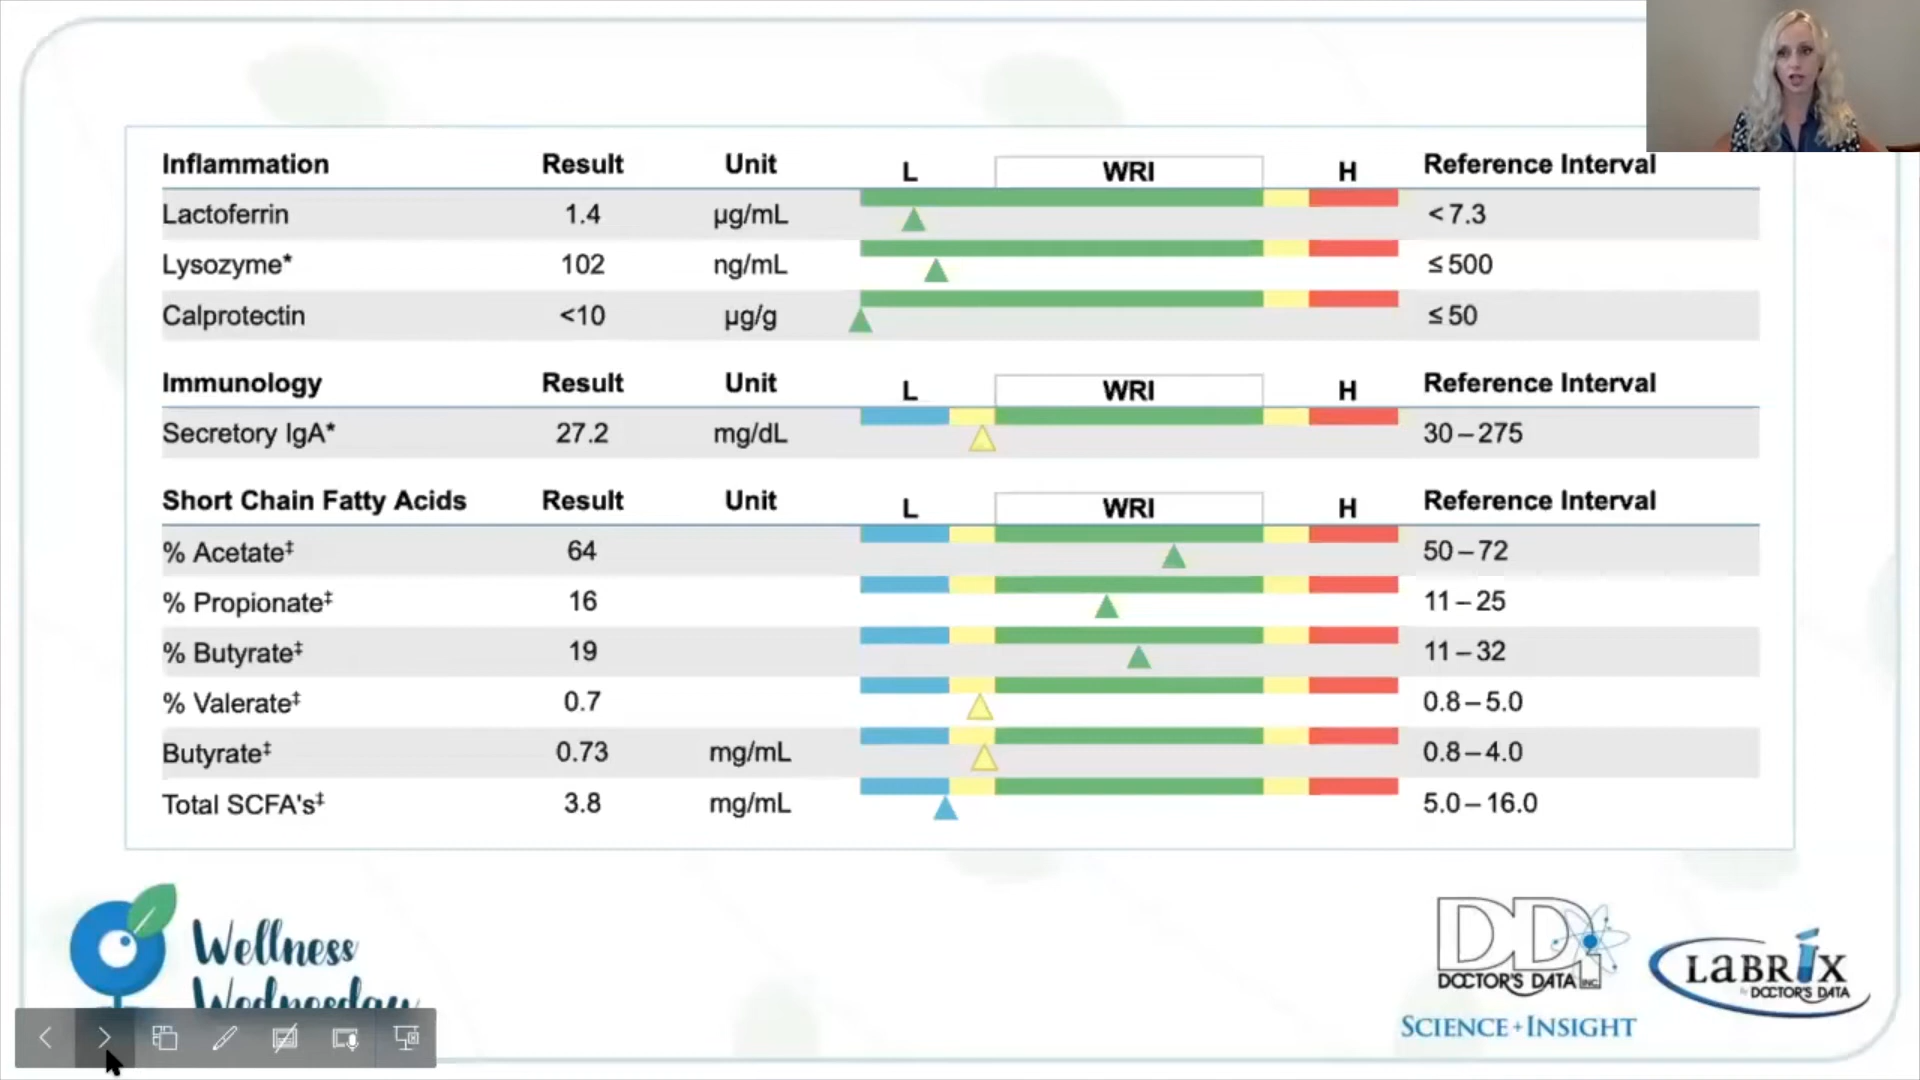 Inflammation Result Unit L WRI H Reference Interval
Lactoferrin 1.4 µg/mL < 7.3
Lysozyme* 102 ng/mL ≤ 500
Calprotectin <10 µg/g ≤ 50
Immunology Result Unit L WRI H Reference Interval
Secretory IgA* 27.2 mg/dL 30 – 275
Short Chain Fatty Acids Result Unit L WRI H Reference Interval
% Acetate‡ 64 50 – 72
% Propionate‡ 16 11 – 25
% Butyrate‡ 19 11 – 32
% Valerate‡ 0.7 0.8 – 5.0
Butyrate‡ 0.73 mg/mL 0.8 – 4.0
Total SCFA's‡ 3.8 mg/mL 5.0 – 16.0
Wellness
Wednesday
DDI
DOCTOR'S DATA INC.
SCIENCE + INSIGHT
LABRIX
by DOCTOR'S DATA